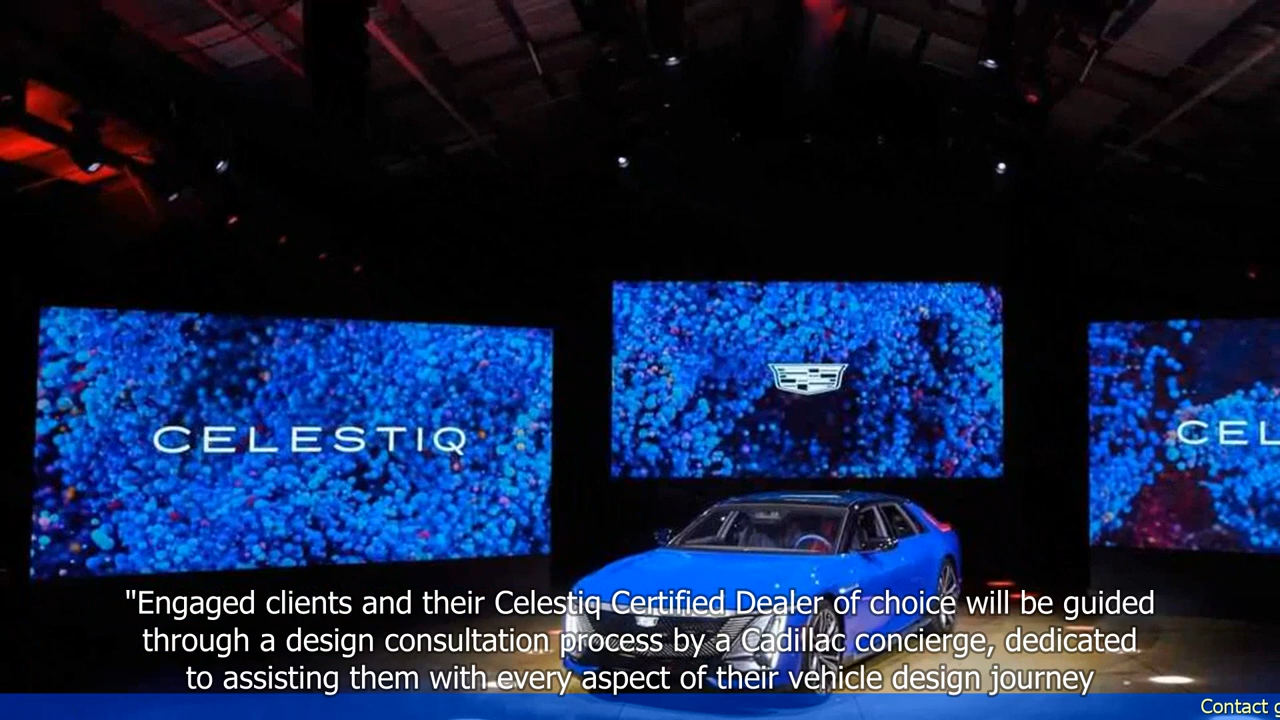 CELESTIQ
CEL
"Engaged clients and their Celestiq Certified Dealer of choice will be guided
through a design consultation process by a Cadillac concierge, dedicated
to assisting them with every aspect of their vehicle design journey
Contact